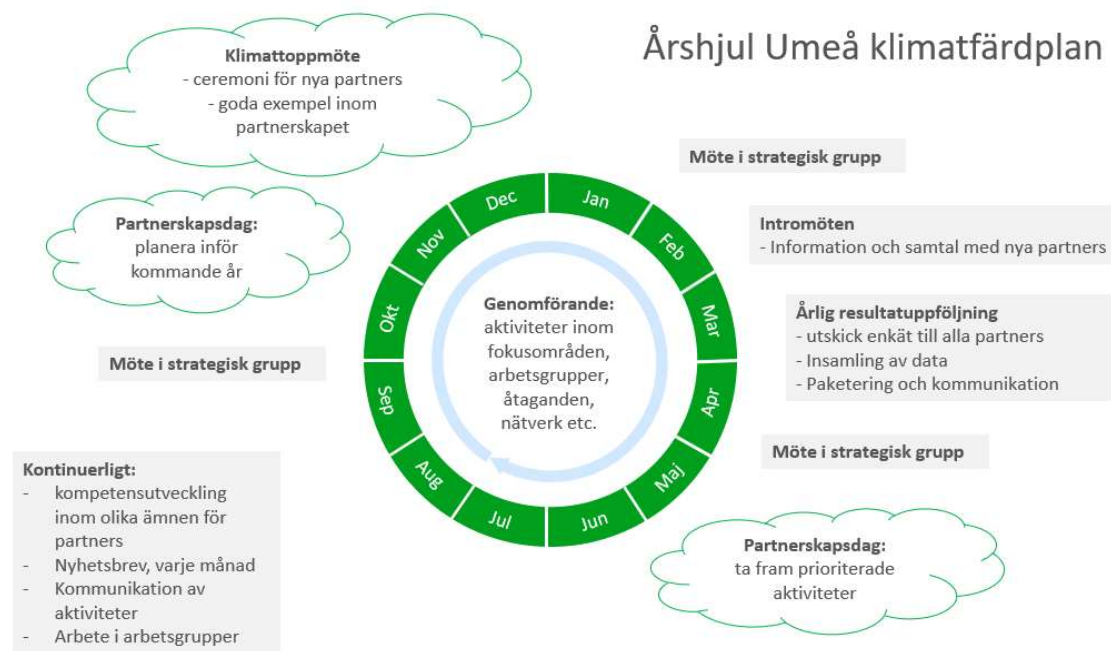 Årshjul Umeå klimatfärdplan
Klimattoppmöte
- ceremoni för nya partners
- goda exempel inom
partnerskapet
Partnerskapsdag:
planera inför
kommande år
Möte i strategisk grupp
Kontinuerligt:
- kompetensutveckling
inom olika ämnen för
partners
- Nyhetsbrev, varje månad
- Kommunikation av
aktiviteter
- Arbete i arbetsgrupper
Jan
Feb
Mar
Apr
Maj
Jun
Jul
Aug
Sep
Okt
Nov
Dec
Genomförande:
aktiviteter inom
fokusområden,
arbetsgrupper,
åtaganden,
nätverk etc.
Möte i strategisk grupp
Intromöten
- Information och samtal med nya partners
Årlig resultatuppföljning
- utskick enkät till alla partners
- Insamling av data
- Paketering och kommunikation
Möte i strategisk grupp
Partnerskapsdag:
ta fram prioriterade
aktiviteter